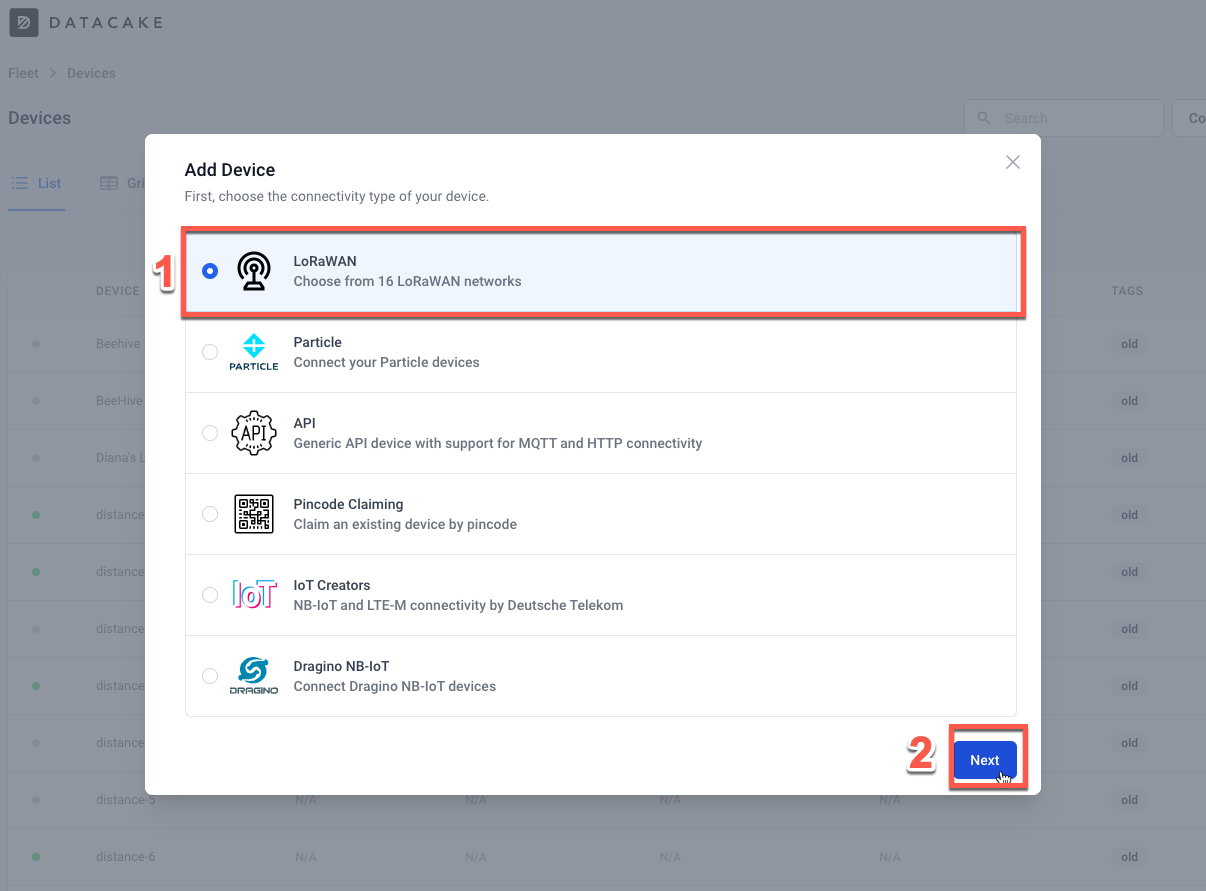 DATACAKE
Fleet > Devices
Devices
Search
Co
List
Gri
Add Device
First, choose the connectivity type of your device.
1
LoRaWAN
Choose from 16 LoRaWAN networks
DEVICE
TAGS
PARTICLE
Particle
Connect your Particle devices
Beehive
old
API
API
Generic API device with support for MQTT and HTTP connectivity
BeeHive
old
Diana's L
old
Pincode Claiming
Claim an existing device by pincode
distance
old
IoT
IoT Creators
NB-IoT and LTE-M connectivity by Deutsche Telekom
distance
old
distance
old
DRAGINO
Dragino NB-IoT
Connect Dragino NB-IoT devices
distance
old
2
Next
distance
old
distance-5 N/A N/A N/A N/A old
distance-6 N/A N/A N/A N/A old